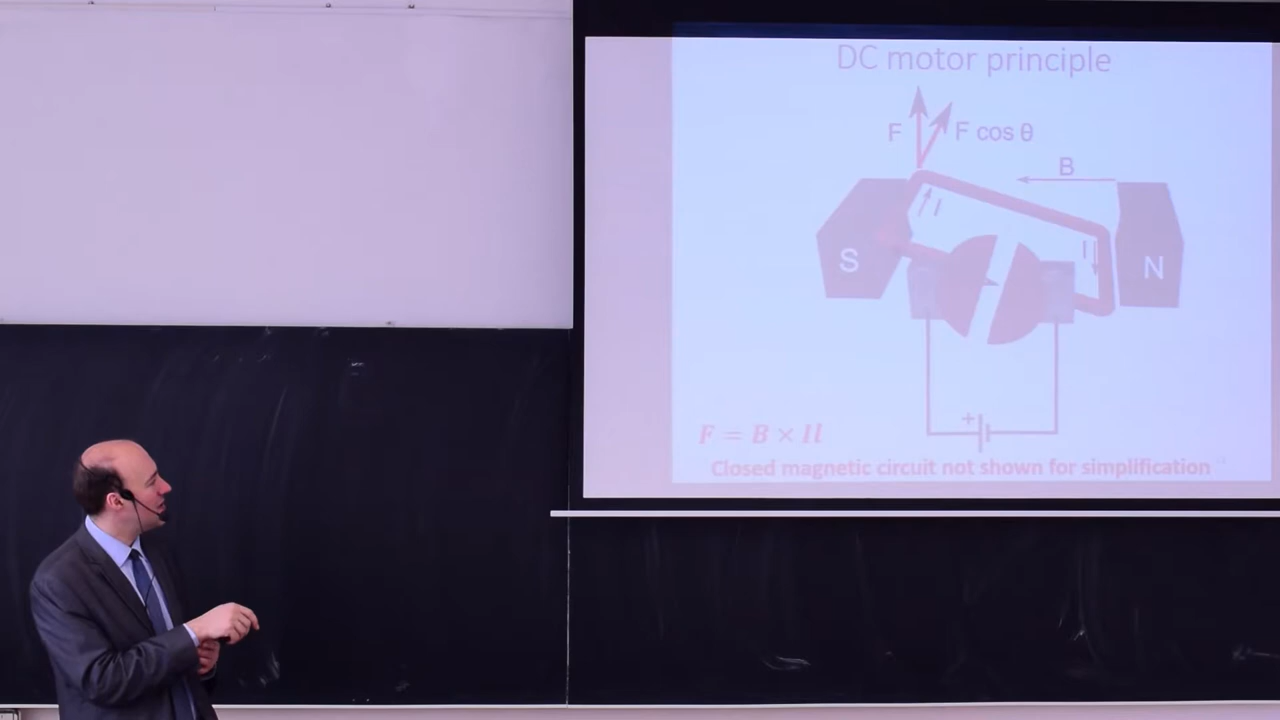 DC motor principle
F
F cos θ
B
I
I
S
N
+
F = B × Il
Closed magnetic circuit not shown for simplification